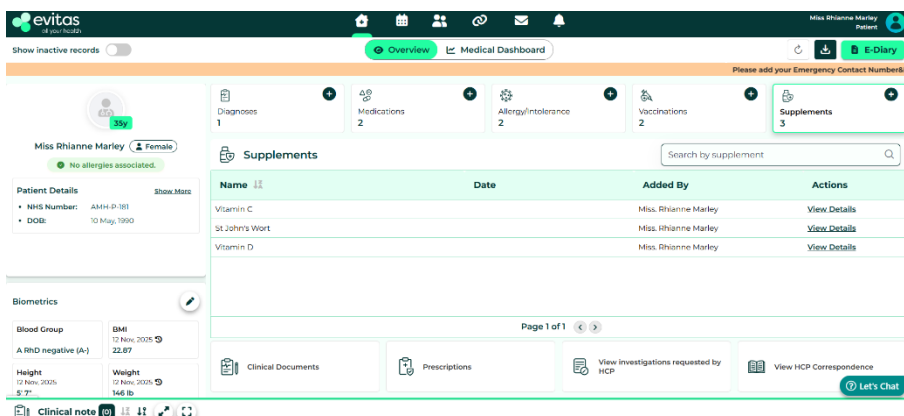 evitas
all your health
Miss Rhianne Marley
Patient
Show inactive records
Overview
Medical Dashboard
E-Diary
Please add your Emergency Contact Number&
35y
Miss Rhianne Marley
Female
No allergies associated.
Patient Details
Show More
• NHS Number: AMH-P-181
• DOB: 10 May, 1990
Biometrics
Blood Group
A RhD negative (A-)
BMI
12 Nov, 2025
22.87
Height
12 Nov, 2025
5' 7"
Weight
12 Nov, 2025
146 lb
Diagnoses
1
Medications
2
Allergy/Intolerance
2
Vaccinations
2
Supplements
3
Supplements
Search by supplement
Name Date Added By Actions
Vitamin C Miss. Rhianne Marley View Details
St John's Wort Miss. Rhianne Marley View Details
Vitamin D Miss. Rhianne Marley View Details
Page 1 of 1
Clinical Documents
Prescriptions
View investigations requested by
HCP
View HCP Correspondence
Let's Chat
Clinical note (0)